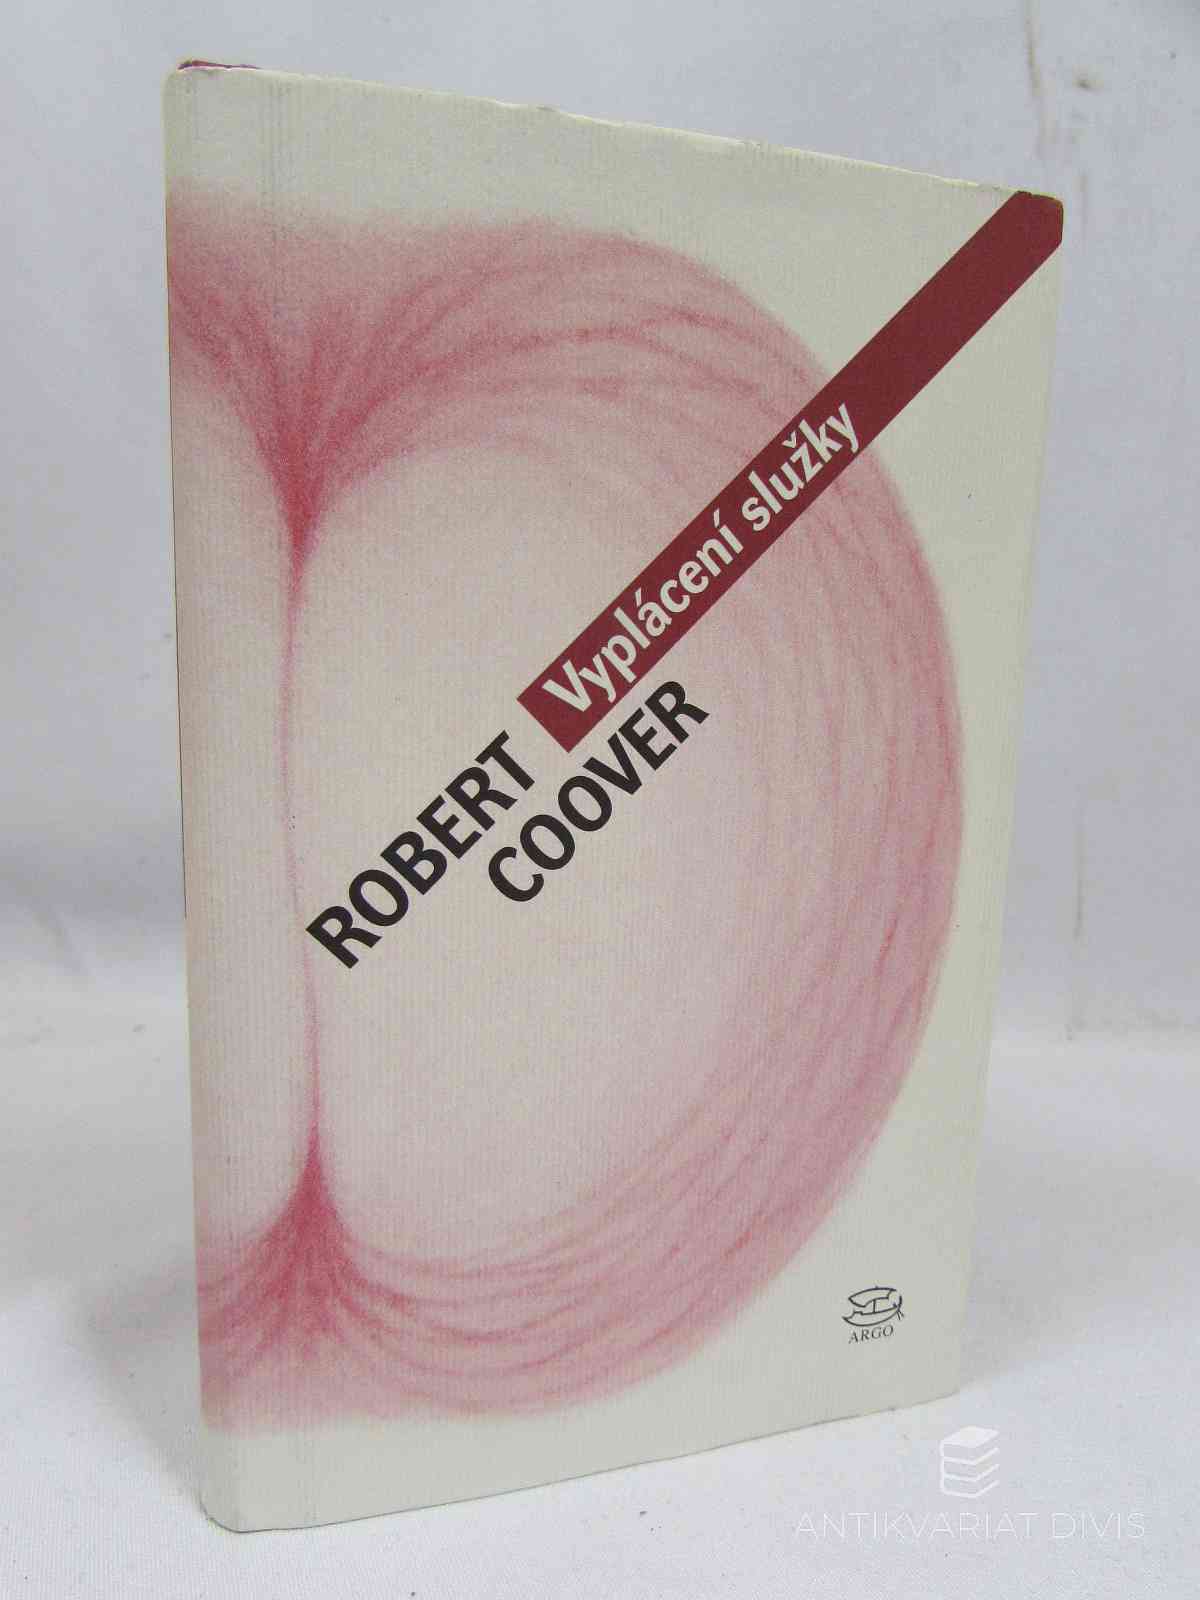 Vyplácení služky
ROBERT
COOVER
ARGO
ANTIKVARIAT DIVIS